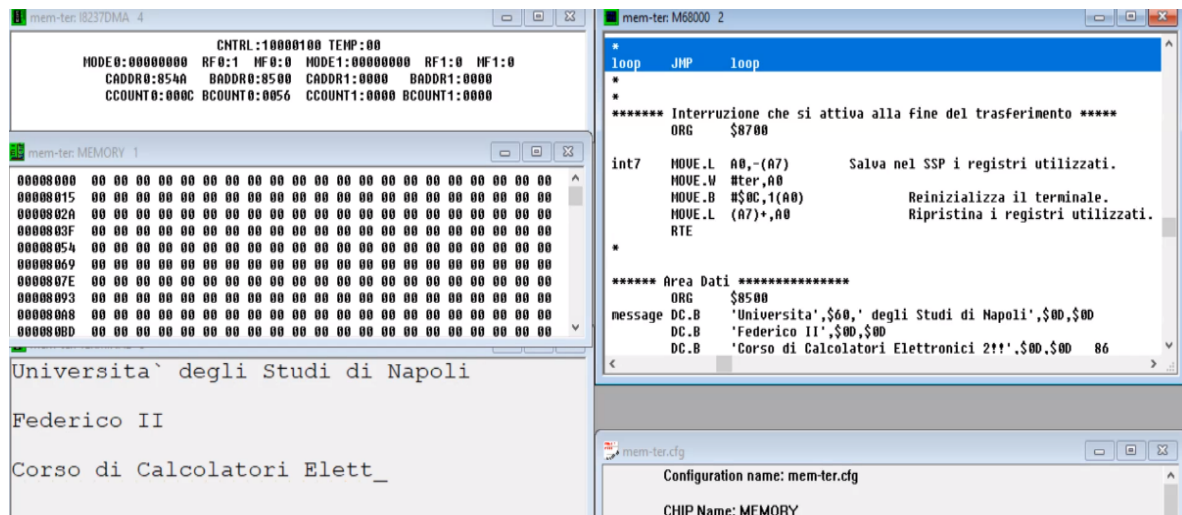 mem-ter: I8237DMA 4
CNTRL:10000100 TEMP:00
MODE0:00000000 RF0:1 MF0:0 MODE1:00000000 RF1:0 MF1:0
CADDR0:854A BADDR0:8500 CADDR1:0000 BADDR1:0000
CCOUNT0:000C BCOUNT0:0056 CCOUNT1:0000 BCOUNT1:0000
mem-ter: MEMORY 1
00008000 00 00 00 00 00 00 00 00 00 00 00 00 00 00 00 00 00 00 00 00 00
00008015 00 00 00 00 00 00 00 00 00 00 00 00 00 00 00 00 00 00 00 00 00
0000802A 00 00 00 00 00 00 00 00 00 00 00 00 00 00 00 00 00 00 00 00 00
0000803F 00 00 00 00 00 00 00 00 00 00 00 00 00 00 00 00 00 00 00 00 00
00008054 00 00 00 00 00 00 00 00 00 00 00 00 00 00 00 00 00 00 00 00 00
00008069 00 00 00 00 00 00 00 00 00 00 00 00 00 00 00 00 00 00 00 00 00
0000807E 00 00 00 00 00 00 00 00 00 00 00 00 00 00 00 00 00 00 00 00 00
00008093 00 00 00 00 00 00 00 00 00 00 00 00 00 00 00 00 00 00 00 00 00
000080A8 00 00 00 00 00 00 00 00 00 00 00 00 00 00 00 00 00 00 00 00 00
000080BD 00 00 00 00 00 00 00 00 00 00 00 00 00 00 00 00 00 00 00 00 00
Universita` degli Studi di Napoli
Federico II
Corso di Calcolatori Elett_
mem-ter: M68000 2
*
loop JMP loop
*
*
******* Interruzione che si attiva alla fine del trasferimento *****
ORG $8700
int7 MOVE.L A0,-(A7) Salva nel SSP i registri utilizzati.
MOVE.W #ter,A0
MOVE.B #$0C,1(A0) Reinizializza il terminale.
MOVE.L (A7)+,A0 Ripristina i registri utilizzati.
RTE
*
****** Area Dati ***************
ORG $8500
message DC.B 'Universita',$60,' degli Studi di Napoli',$0D,$0D
DC.B 'Federico II',$0D,$0D
DC.B 'Corso di Calcolatori Elettronici 2!!',$0D,$0D 86
mem-ter.cfg
Configuration name: mem-ter.cfg
CHIP Name: MEMORY